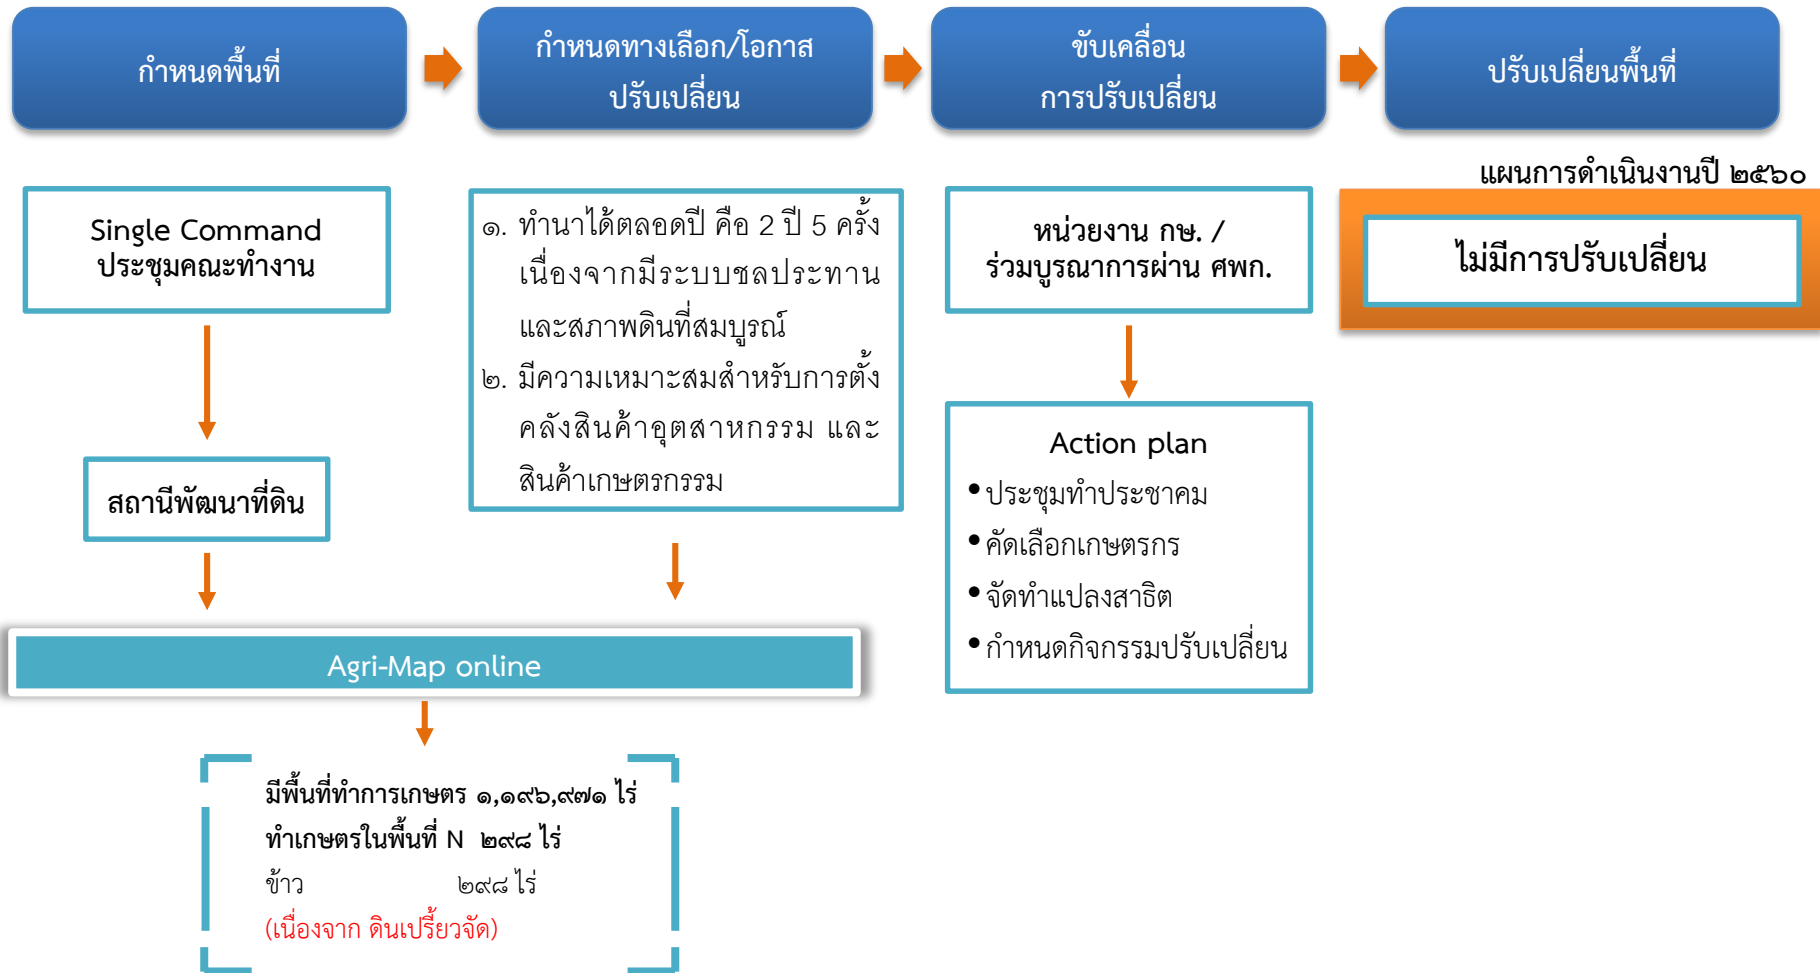 กำหนดพื้นที่
กำหนดทางเลือก/โอกาส
ปรับเปลี่ยน
ขับเคลื่อน
การปรับเปลี่ยน
ปรับเปลี่ยนพื้นที่
แผนการดำเนินงานปี ๒๕๖๐
Single Command
ประชุมคณะทำงาน
สถานีพัฒนาที่ดิน
๑. ทำนาได้ตลอดปี คือ 2 ปี 5 ครั้ง
เนื่องจากมีระบบชลประทาน
และสภาพดินที่สมบูรณ์
๒. มีความเหมาะสมสำหรับการตั้ง
คลังสินค้าอุตสาหกรรม และ
สินค้าเกษตรกรรม
หน่วยงาน กษ. /
ร่วมบูรณาการผ่าน ศพก.
Action plan
•ประชุมทำประชาคม
•คัดเลือกเกษตรกร
•จัดทำแปลงสาธิต
•กำหนดกิจกรรมปรับเปลี่ยน
ไม่มีการปรับเปลี่ยน
Agri-Map online
มีพื้นที่ทำการเกษตร ๑,๑๙๖,๙๗๑ ไร่
ทำเกษตรในพื้นที่ N ๒๙๘ ไร่
ข้าว ๒๙๘ ไร่
(เนื่องจาก ดินเปรี้ยวจัด)